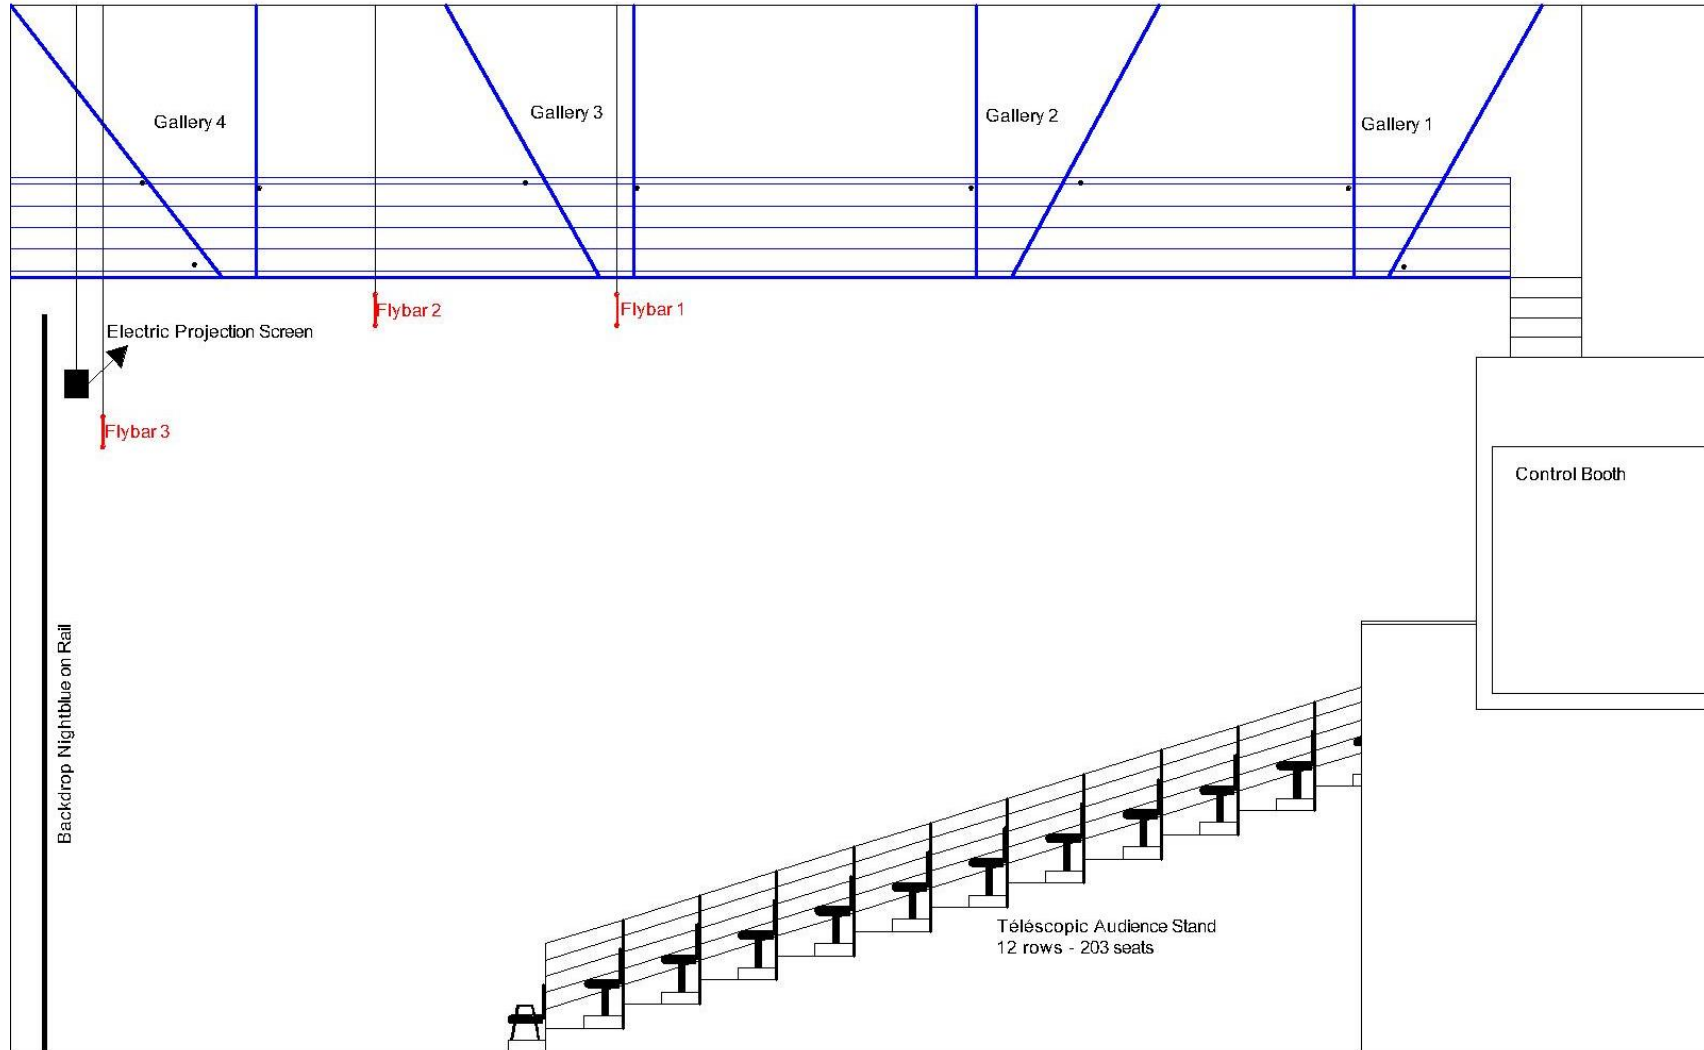 Gallery 4
Gallery 3
Gallery 2
Gallery 1
Flybar 2
Flybar 1
Electric Projection Screen
Flybar 3
Control Booth
Backdrop Nightblue on Rail
Téléscopic Audience Stand
12 rows - 203 seats